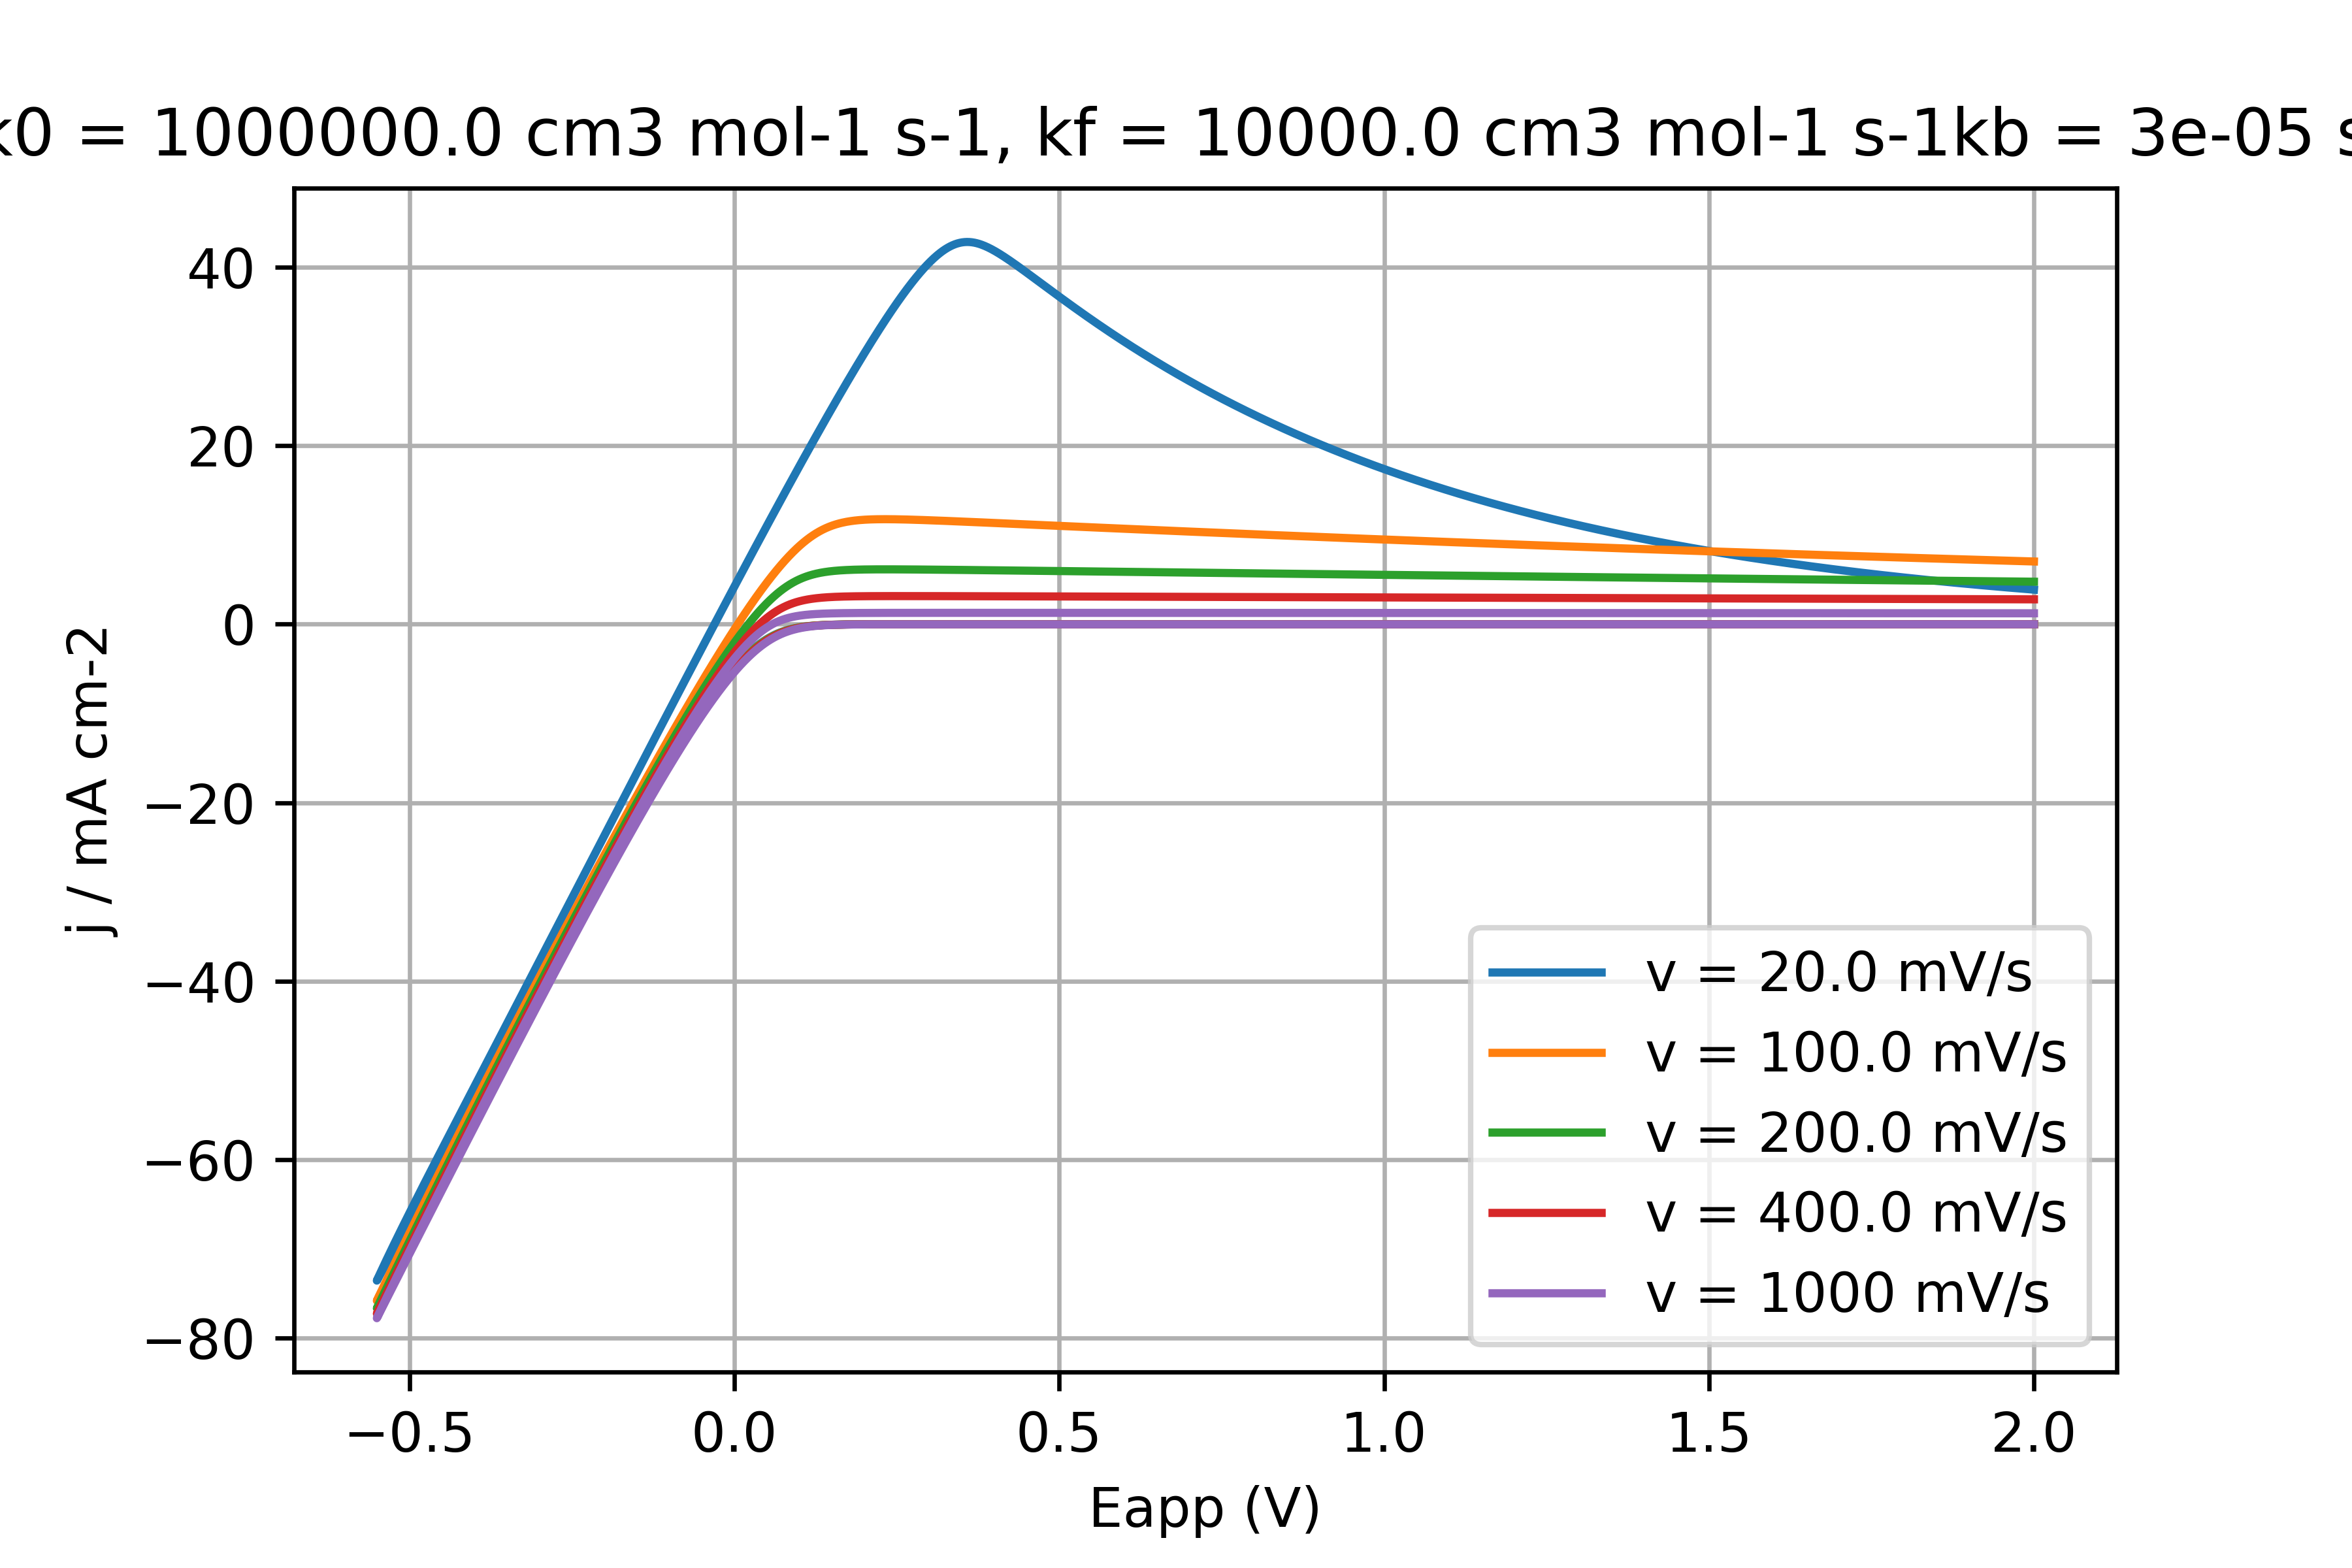 k0 = 1000000.0 cm3 mol-1 s-1, kf = 10000.0 cm3 mol-1 s-1kb = 3e-05 s
40
20
0
−20
−40
−60
−80
j / mA cm-2
v = 20.0 mV/s
v = 100.0 mV/s
v = 200.0 mV/s
v = 400.0 mV/s
v = 1000 mV/s
−0.5 0.0 0.5 1.0 1.5 2.0
Eapp (V)